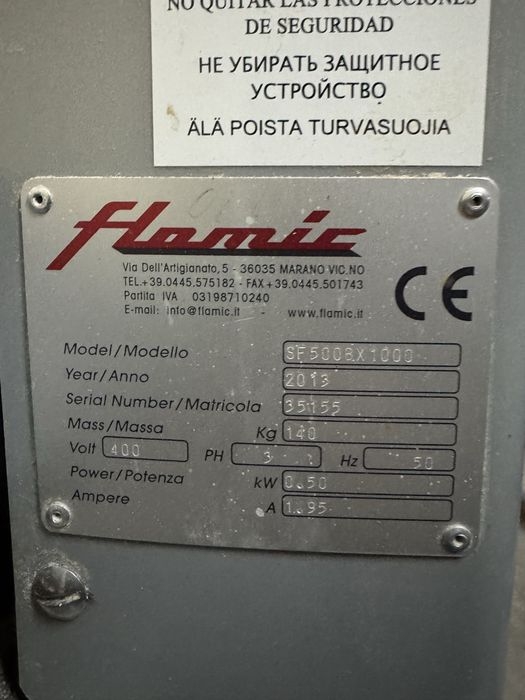 NO QUITAR LAS PROTECCIONES
DE SEGURIDAD
НЕ УБИРАТЬ ЗАЩИТНОЕ
УСТРОЙСТВО
ÄLÄ POISTA TURVASUOJIA
flamic
Via Dell'Artigianato, 5 - 36035 MARANO VIC.NO
TEL.+39.0445.575182 - FAX +39.0445.501743
Partita IVA 03198710240
E-mail: info@flamic.it - www.flamic.it
CE
Model/Modello SF500BX1000
Year/Anno 2013
Serial Number/Matricola 35155
Mass/Massa Kg 140
Volt 400 PH 3 Hz 50
Power/Potenza kW 0.50
Ampere A 1.95